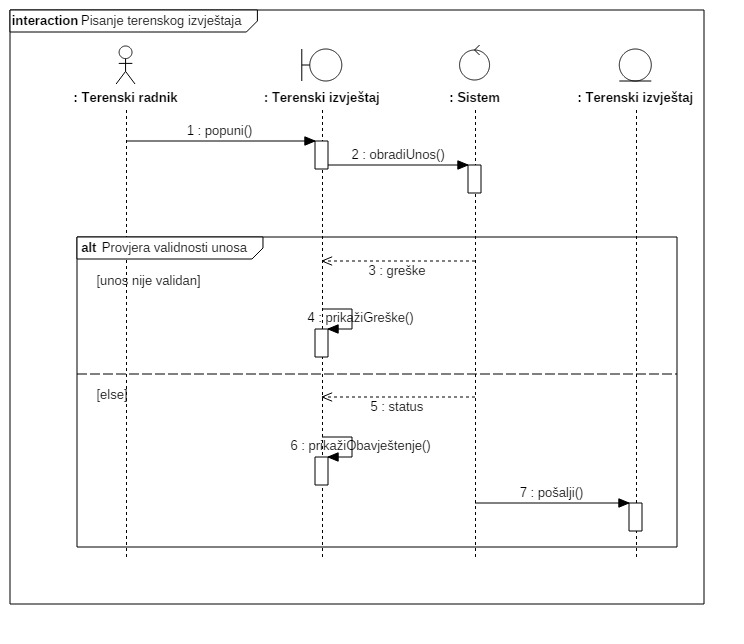 interaction Pisanje terenskog izvještaja
: Terenski radnik
: Terenski izvještaj
: Sistem
: Terenski izvještaj
1 : popuni()
2 : obradiUnos()
alt Provjera validnosti unosa
3 : greške
[unos nije validan]
4 : prikažiGreške()
[else]
5 : status
6 : prikažiObavještenje()
7 : pošalji()